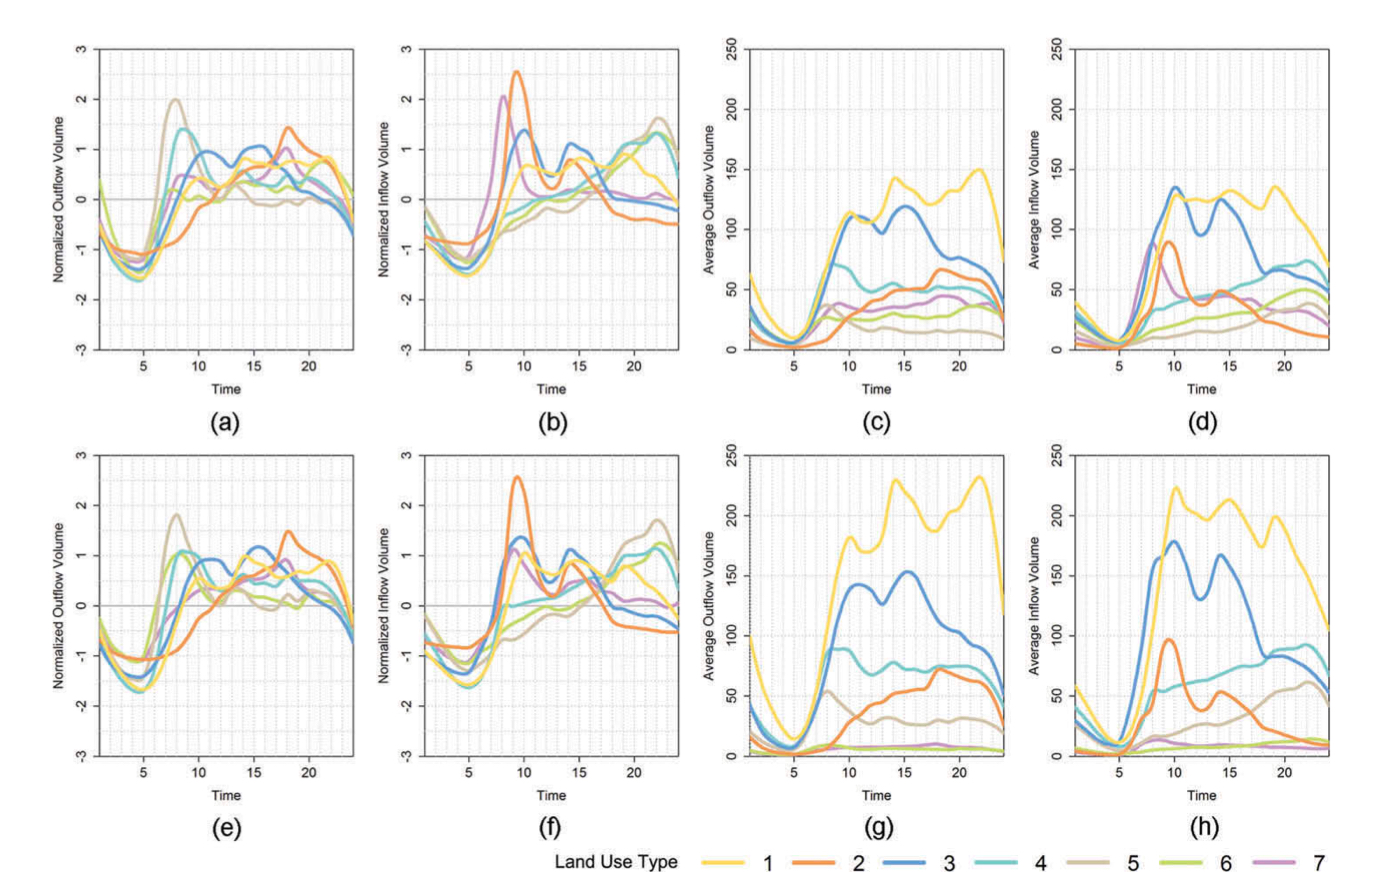 3
2
1
0
-1
-2
-3
Normalized Outflow Volume
5 10 15 20
Time
(a)
3
2
1
0
-1
-2
-3
Normalized Inflow Volume
5 10 15 20
Time
(b)
250
200
150
100
50
0
Average Outflow Volume
5 10 15 20
Time
(c)
250
200
150
100
50
0
Average Inflow Volume
5 10 15 20
Time
(d)
3
2
1
0
-1
-2
-3
Normalized Outflow Volume
5 10 15 20
Time
(e)
3
2
1
0
-1
-2
-3
Normalized Inflow Volume
5 10 15 20
Time
(f)
250
200
150
100
50
0
Average Outflow Volume
5 10 15 20
Time
(g)
250
200
150
100
50
0
Average Inflow Volume
5 10 15 20
Time
(h)
Land Use Type 1 2 3 4 5 6 7